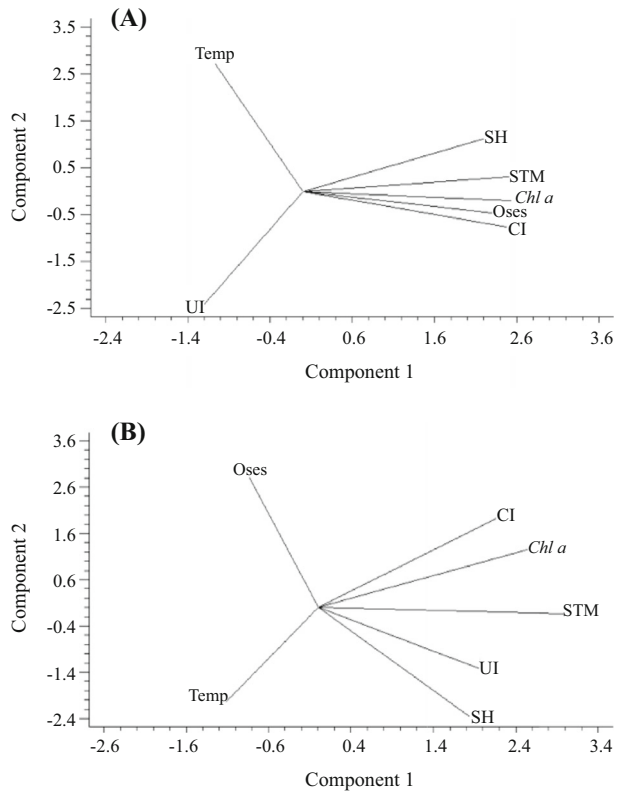 (A)
3.5
Temp
1.5
SH
0.5
STM
Chl a
-0.5
Oses
CI
-1.5
UI
-2.5
-2.4 -1.4 -0.4 0.6 1.6 2.6 3.6
Component 2
Component 1
(B)
3.6
Oses
2.6
CI
1.6
Chl a
0.6
STM
-0.4
UI
-1.4
Temp
SH
-2.4
-2.6 -1.6 -0.6 0.4 1.4 2.4 3.4
Component 2
Component 1